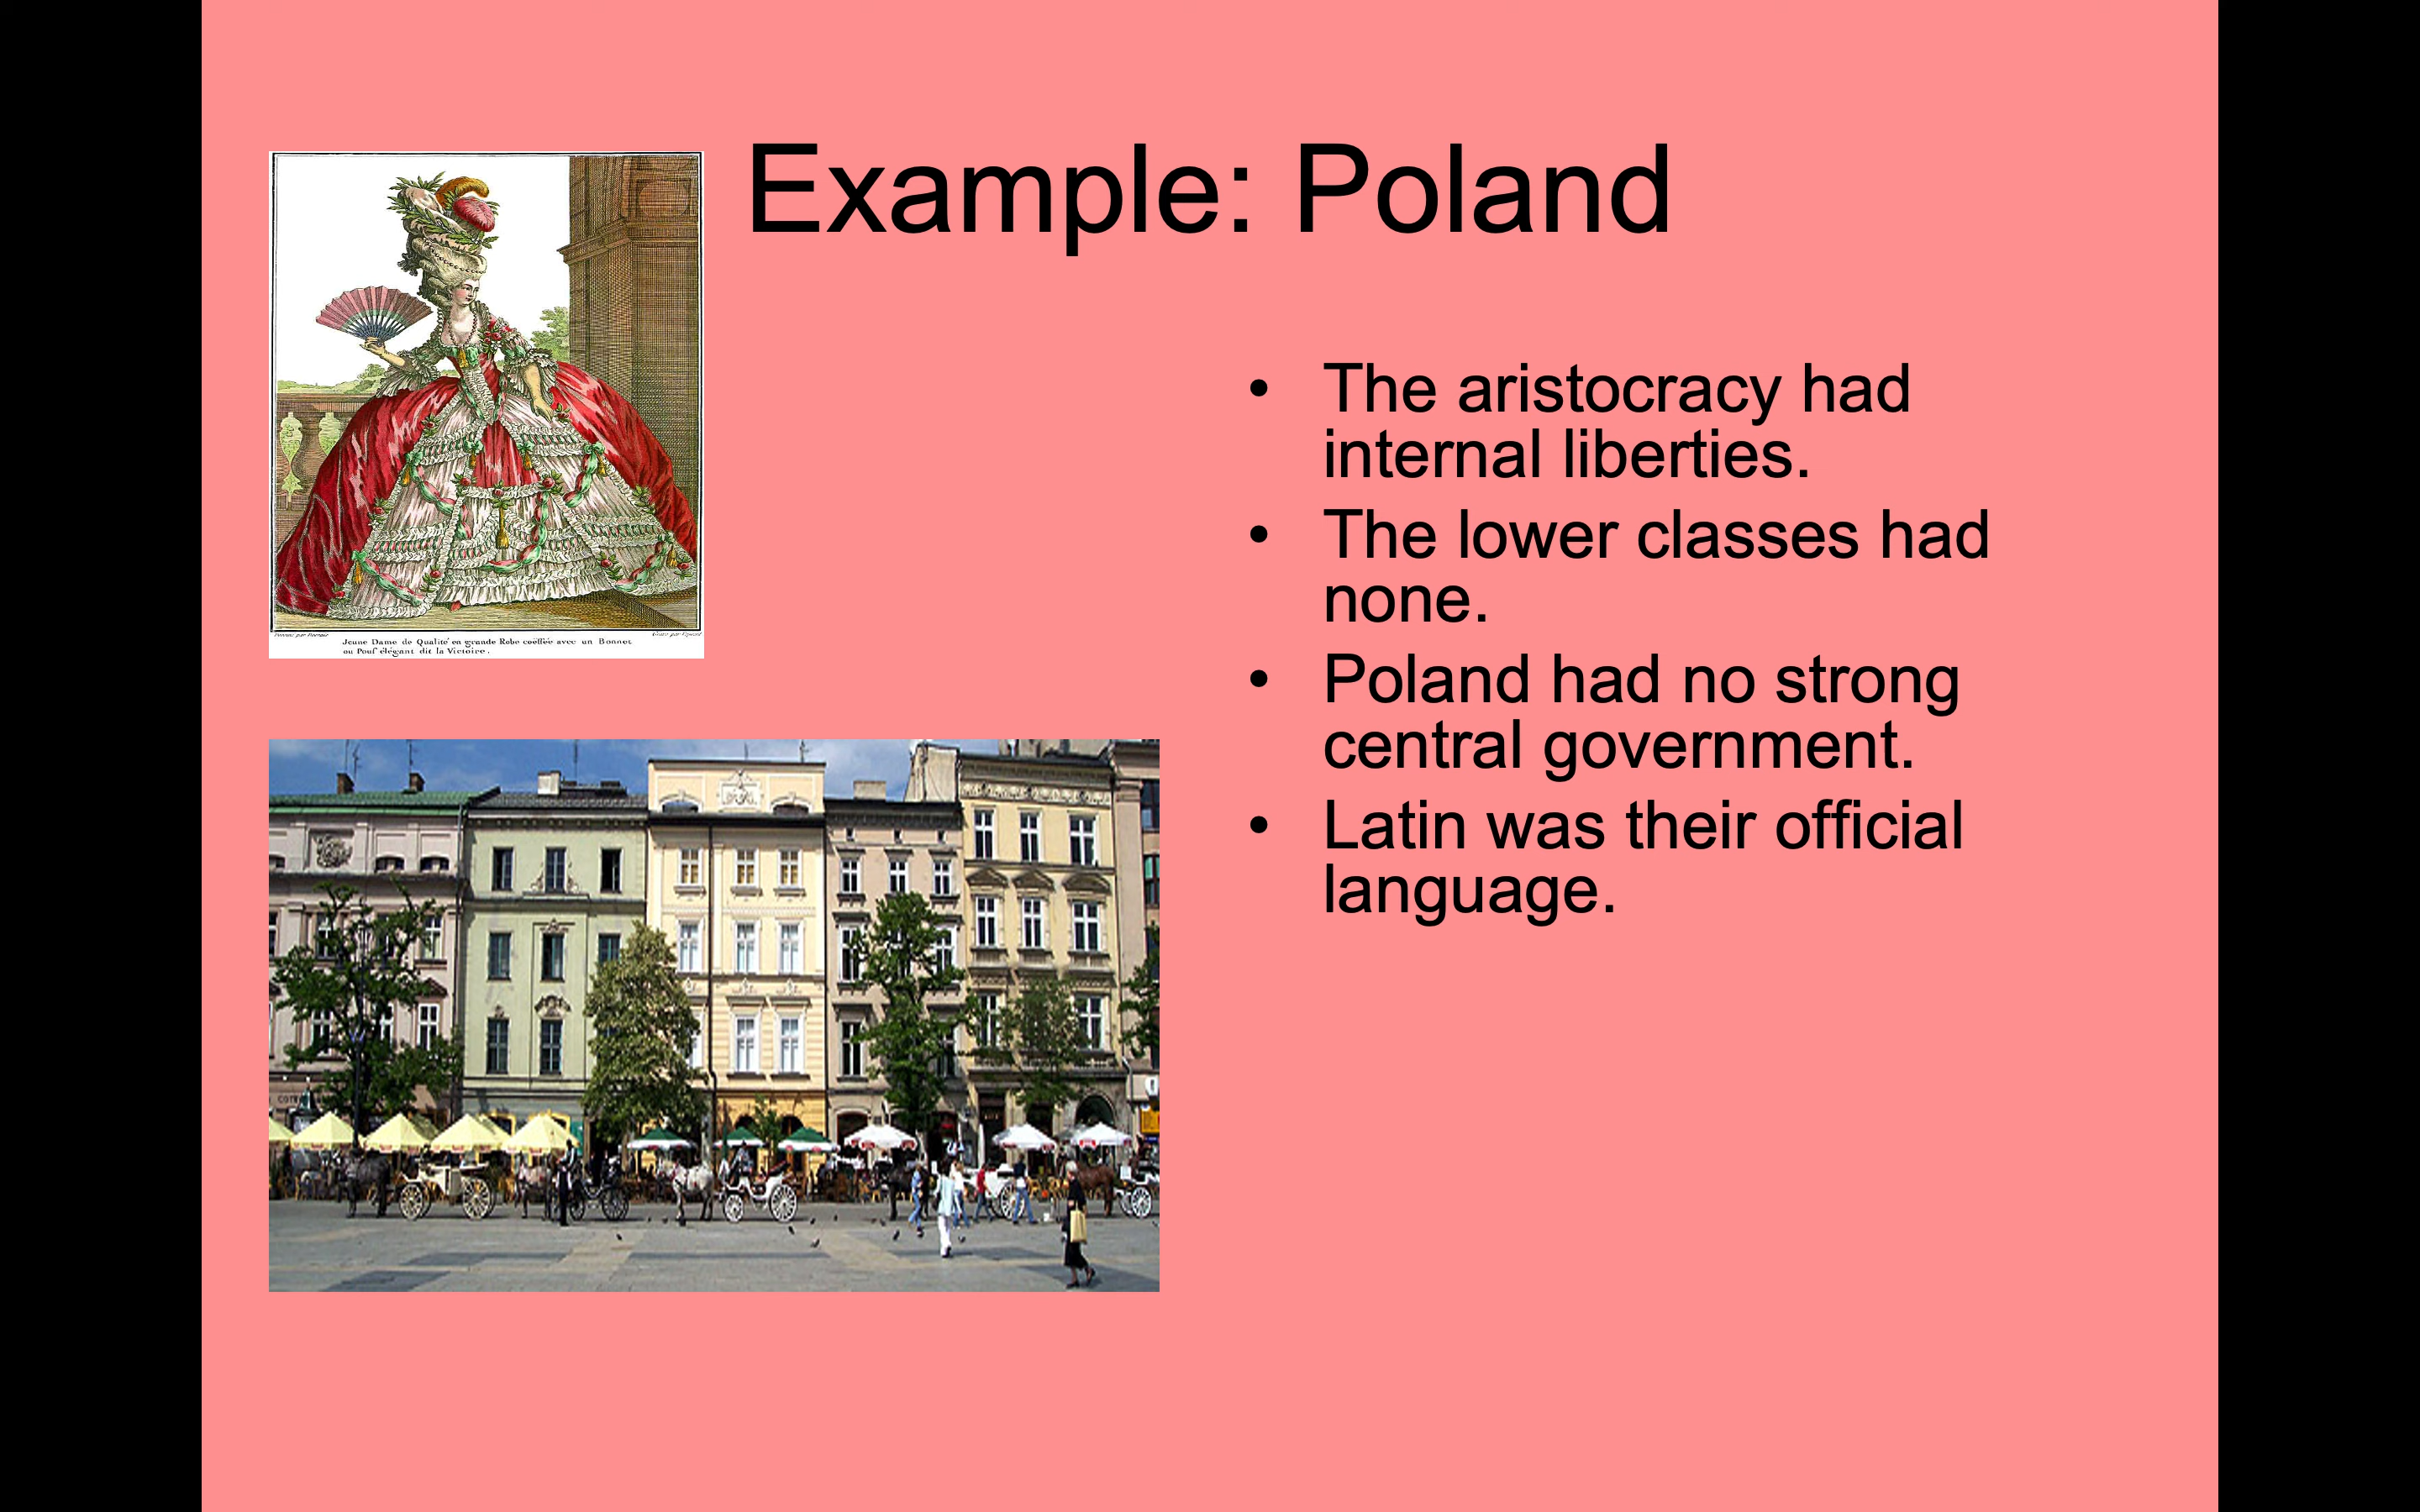 Example: Poland
Jeune Dame de Qualité en grande Robe coëffée avec un Bonnet
ou Pouf élégant dit la Victoire.
• The aristocracy had
internal liberties.
• The lower classes had
none.
• Poland had no strong
central government.
• Latin was their official
language.